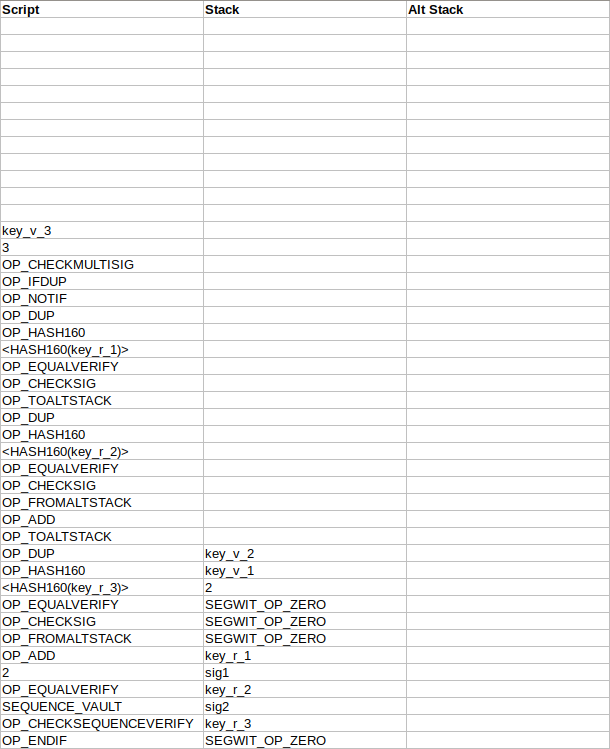 Script Stack Alt Stack
key_v_3
3
OP_CHECKMULTISIG
OP_IFDUP
OP_NOTIF
OP_DUP
OP_HASH160
<HASH160(key_r_1)>
OP_EQUALVERIFY
OP_CHECKSIG
OP_TOALTSTACK
OP_DUP
OP_HASH160
<HASH160(key_r_2)>
OP_EQUALVERIFY
OP_CHECKSIG
OP_FROMALTSTACK
OP_ADD
OP_TOALTSTACK
OP_DUP key_v_2
OP_HASH160 key_v_1
<HASH160(key_r_3)> 2
OP_EQUALVERIFY SEGWIT_OP_ZERO
OP_CHECKSIG SEGWIT_OP_ZERO
OP_FROMALTSTACK SEGWIT_OP_ZERO
OP_ADD key_r_1
2 sig1
OP_EQUALVERIFY key_r_2
SEQUENCE_VAULT sig2
OP_CHECKSEQUENCEVERIFY key_r_3
OP_ENDIF SEGWIT_OP_ZERO